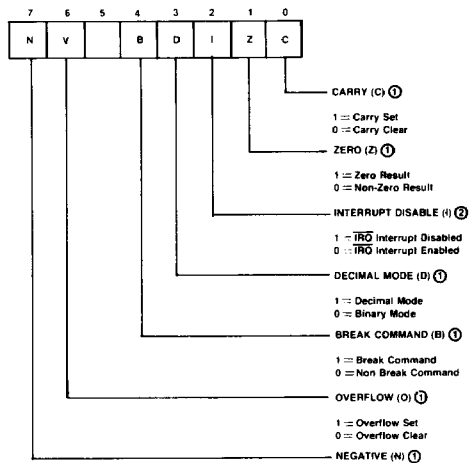 7 6 5 4 3 2 1 0
N V 5 B D I Z C
CARRY (C) ①
1 = Carry Set
0 = Carry Clear
ZERO (Z) ①
1 = Zero Result
0 = Non-Zero Result
INTERRUPT DISABLE (I) ②
1 = I̅R̅Q̅ Interrupt Disabled
0 = I̅R̅Q̅ Interrupt Enabled
DECIMAL MODE (D) ①
1 = Decimal Mode
0 = Binary Mode
BREAK COMMAND (B) ①
1 = Break Command
0 = Non Break Command
OVERFLOW (O) ①
1 = Overflow Set
0 = Overflow Clear
NEGATIVE (N) ①